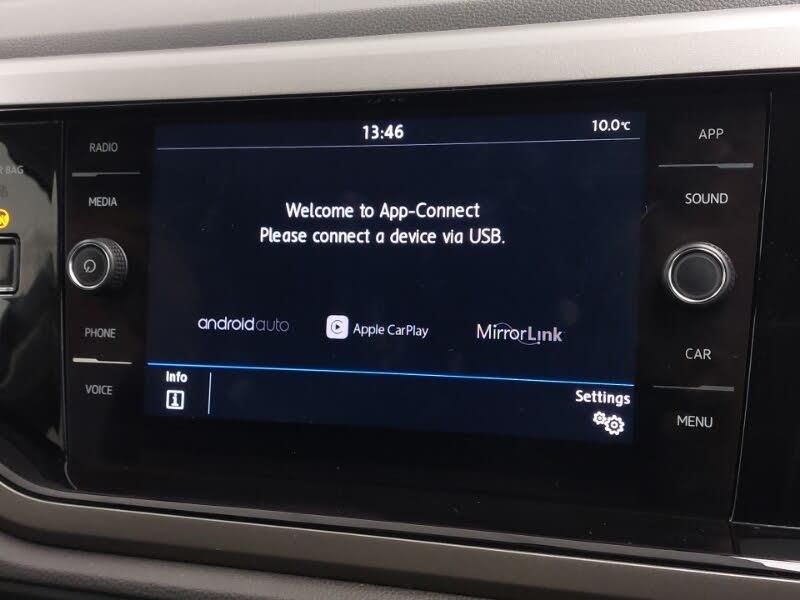 13:46
10.0°C
RADIO
MEDIA
PHONE
VOICE
Welcome to App-Connect
Please connect a device via USB.
androidauto
Apple CarPlay
MirrorLink
Info
i
Settings
APP
SOUND
CAR
MENU
BAG